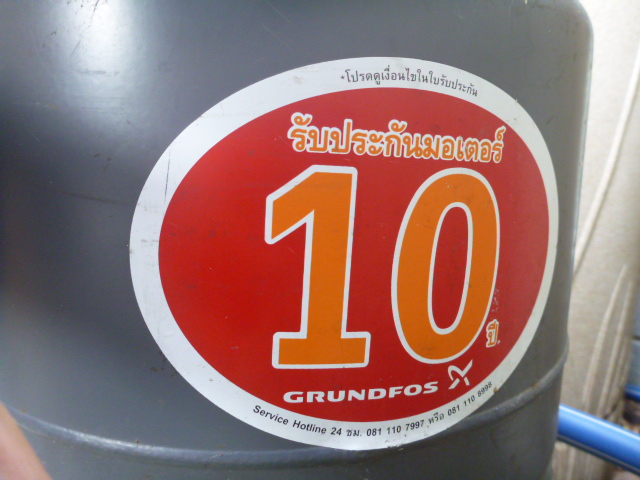 *โปรดดูเงื่อนไขในใบรับประกัน
รับประกันมอเตอร์
10
ปี*
GRUNDFOS
Service Hotline 24 ชม. 081 110 7997 หรือ 081 110 8998